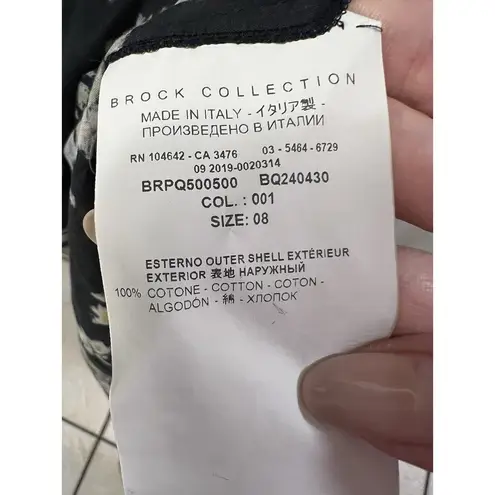 BROCK COLLECTION
MADE IN ITALY - イタリア製 -
ПРОИЗВЕДЕНО В ИТАЛИИ
RN 104642 - CA 3476 03 - 5464 - 6729
09 2019-0020314
BRPQ500500 BQ240430
COL. : 001
SIZE: 08
ESTERNO OUTER SHELL EXTÉRIEUR
EXTERIOR 表地 НАРУЖНЫЙ
100% COTONE - COTTON - COTON -
ALGODÓN - 綿 - ХЛОПОК